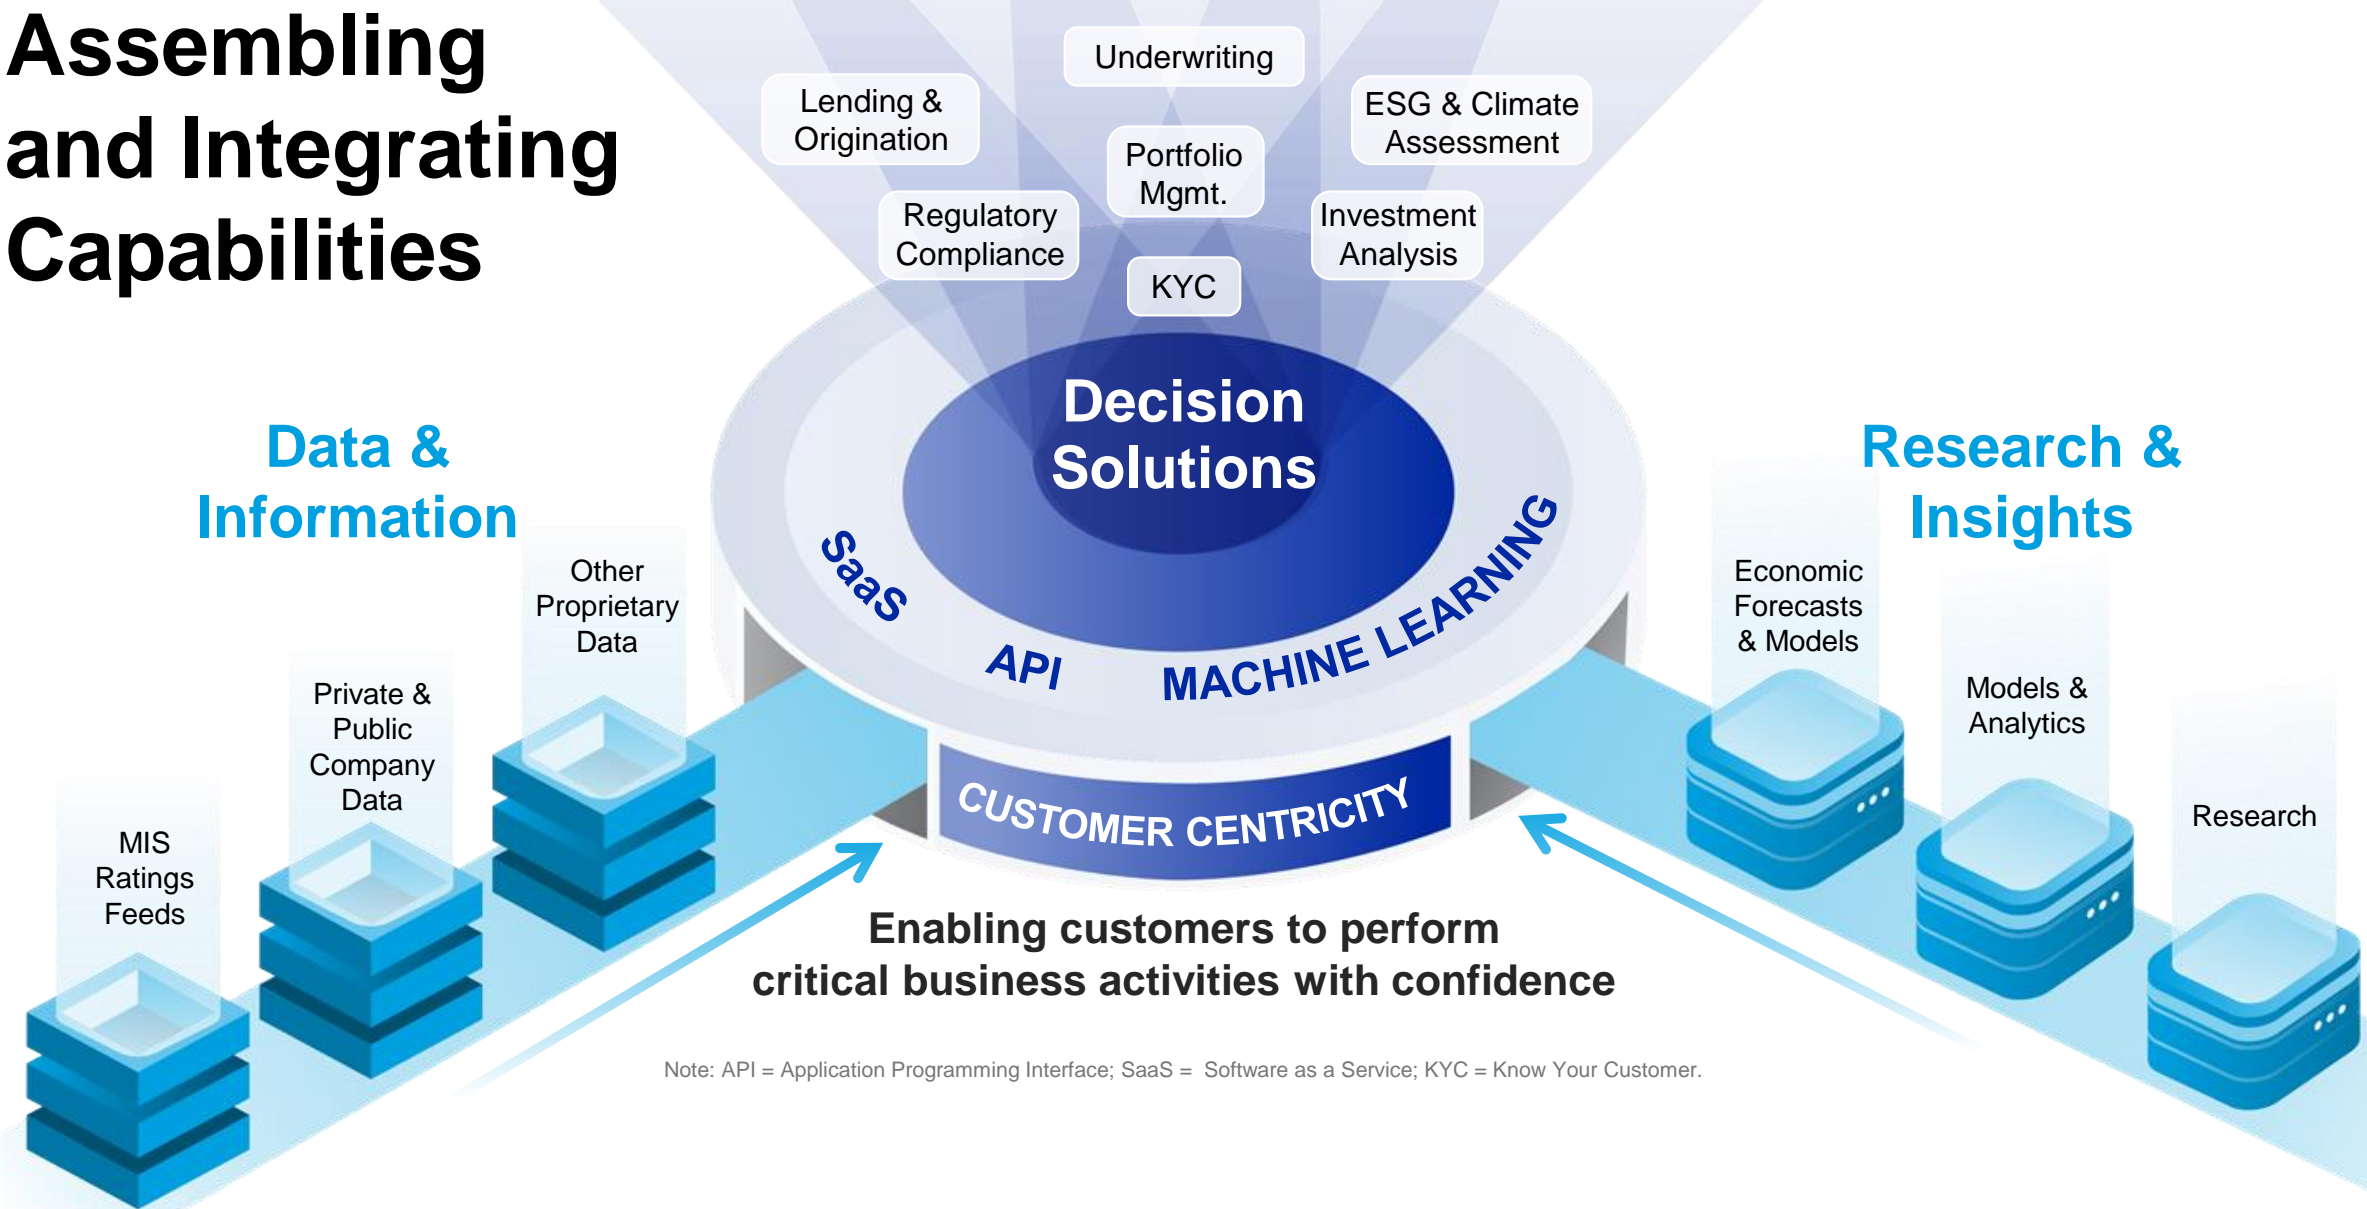 Assembling
and Integrating
Capabilities
Underwriting
Lending &
Origination
ESG & Climate
Assessment
Portfolio
Mgmt.
Regulatory
Compliance
Investment
Analysis
KYC
Decision
Solutions
SaaS
API
MACHINE LEARNING
CUSTOMER CENTRICITY
Data &
Information
Other
Proprietary
Data
Private &
Public
Company
Data
MIS
Ratings
Feeds
Research &
Insights
Economic
Forecasts
& Models
Models &
Analytics
Research
Enabling customers to perform
critical business activities with confidence
Note: API = Application Programming Interface; SaaS =  Software as a Service; KYC = Know Your Customer.